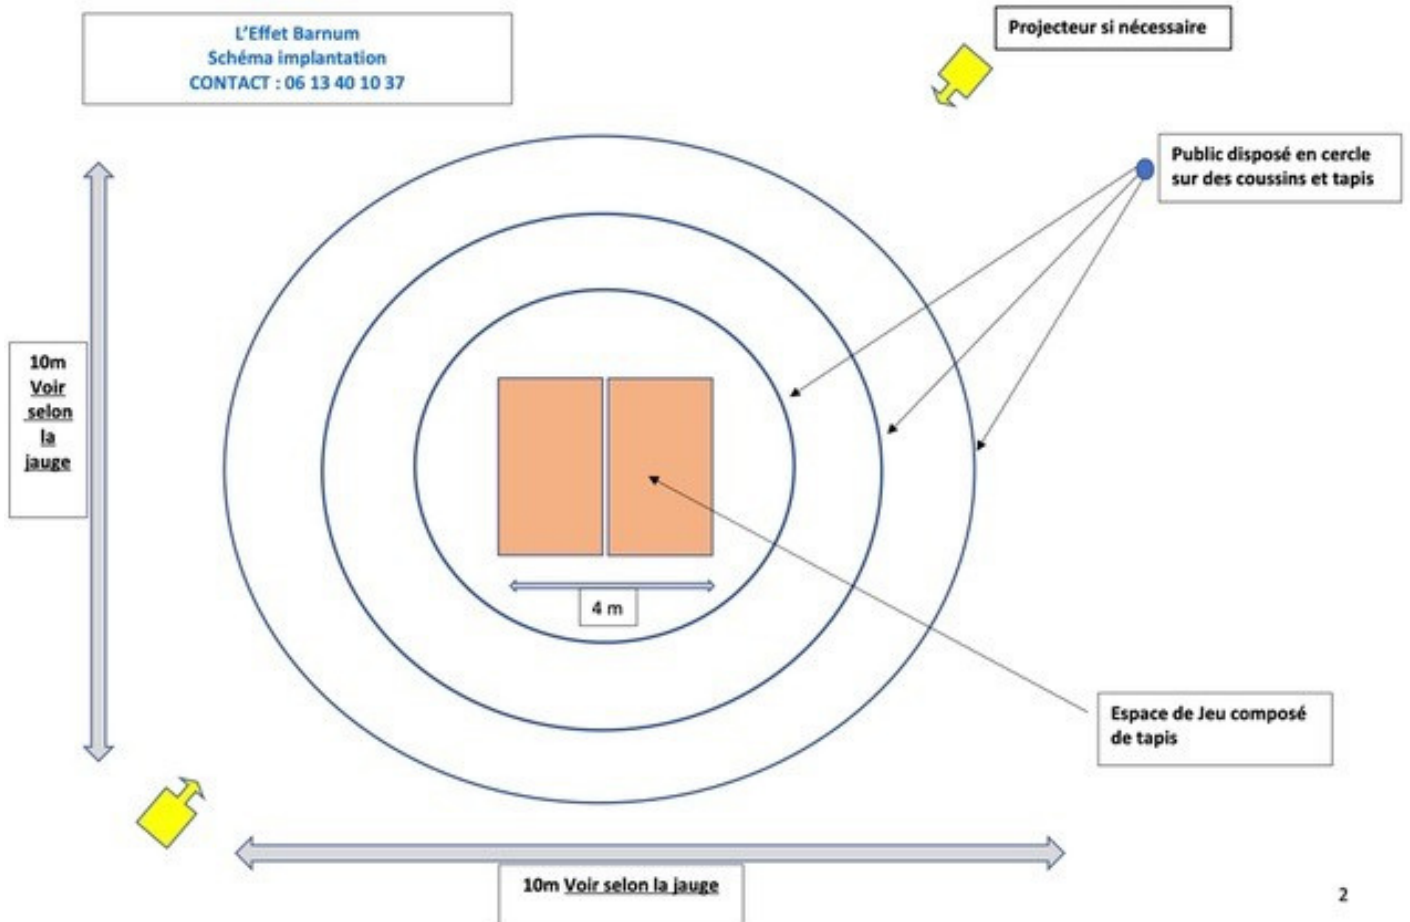 L'Effet Barnum
Schéma implantation
CONTACT : 06 13 40 10 37
Projecteur si nécessaire
Public disposé en cercle
sur des coussins et tapis
10m
Voir
selon
la
jauge
4 m
Espace de Jeu composé
de tapis
10m Voir selon la jauge
2